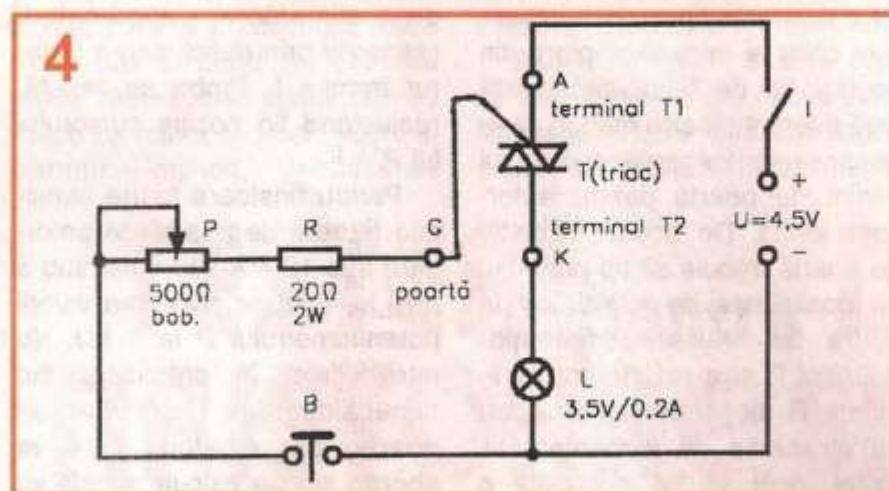 4
A
terminal T1
I
T(triac)
+
P
R
G
terminal T2
U=4,5V
K
-
500Ω
20Ω
poartă
bob.
2W
L
B
3.5V/0.2A